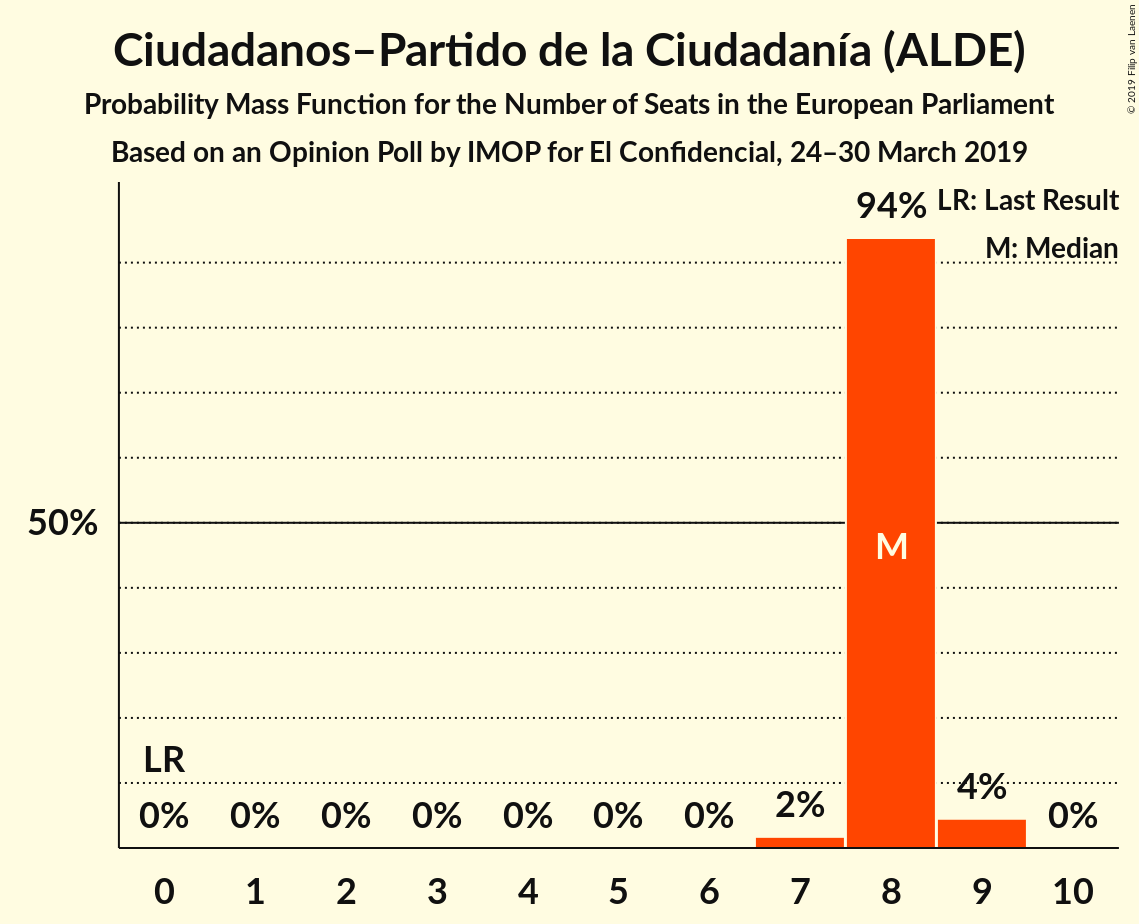 Ciudadanos–Partido de la Ciudadanía (ALDE)
Probability Mass Function for the Number of Seats in the European Parliament
Based on an Opinion Poll by IMOP for El Confidencial, 24–30 March 2019
© 2019 Filip van Laenen
94%
LR: Last Result
M: Median
50%
M
LR
0% 0% 0% 0% 0% 0% 0% 2% 4% 0%
0 1 2 3 4 5 6 7 8 9 10